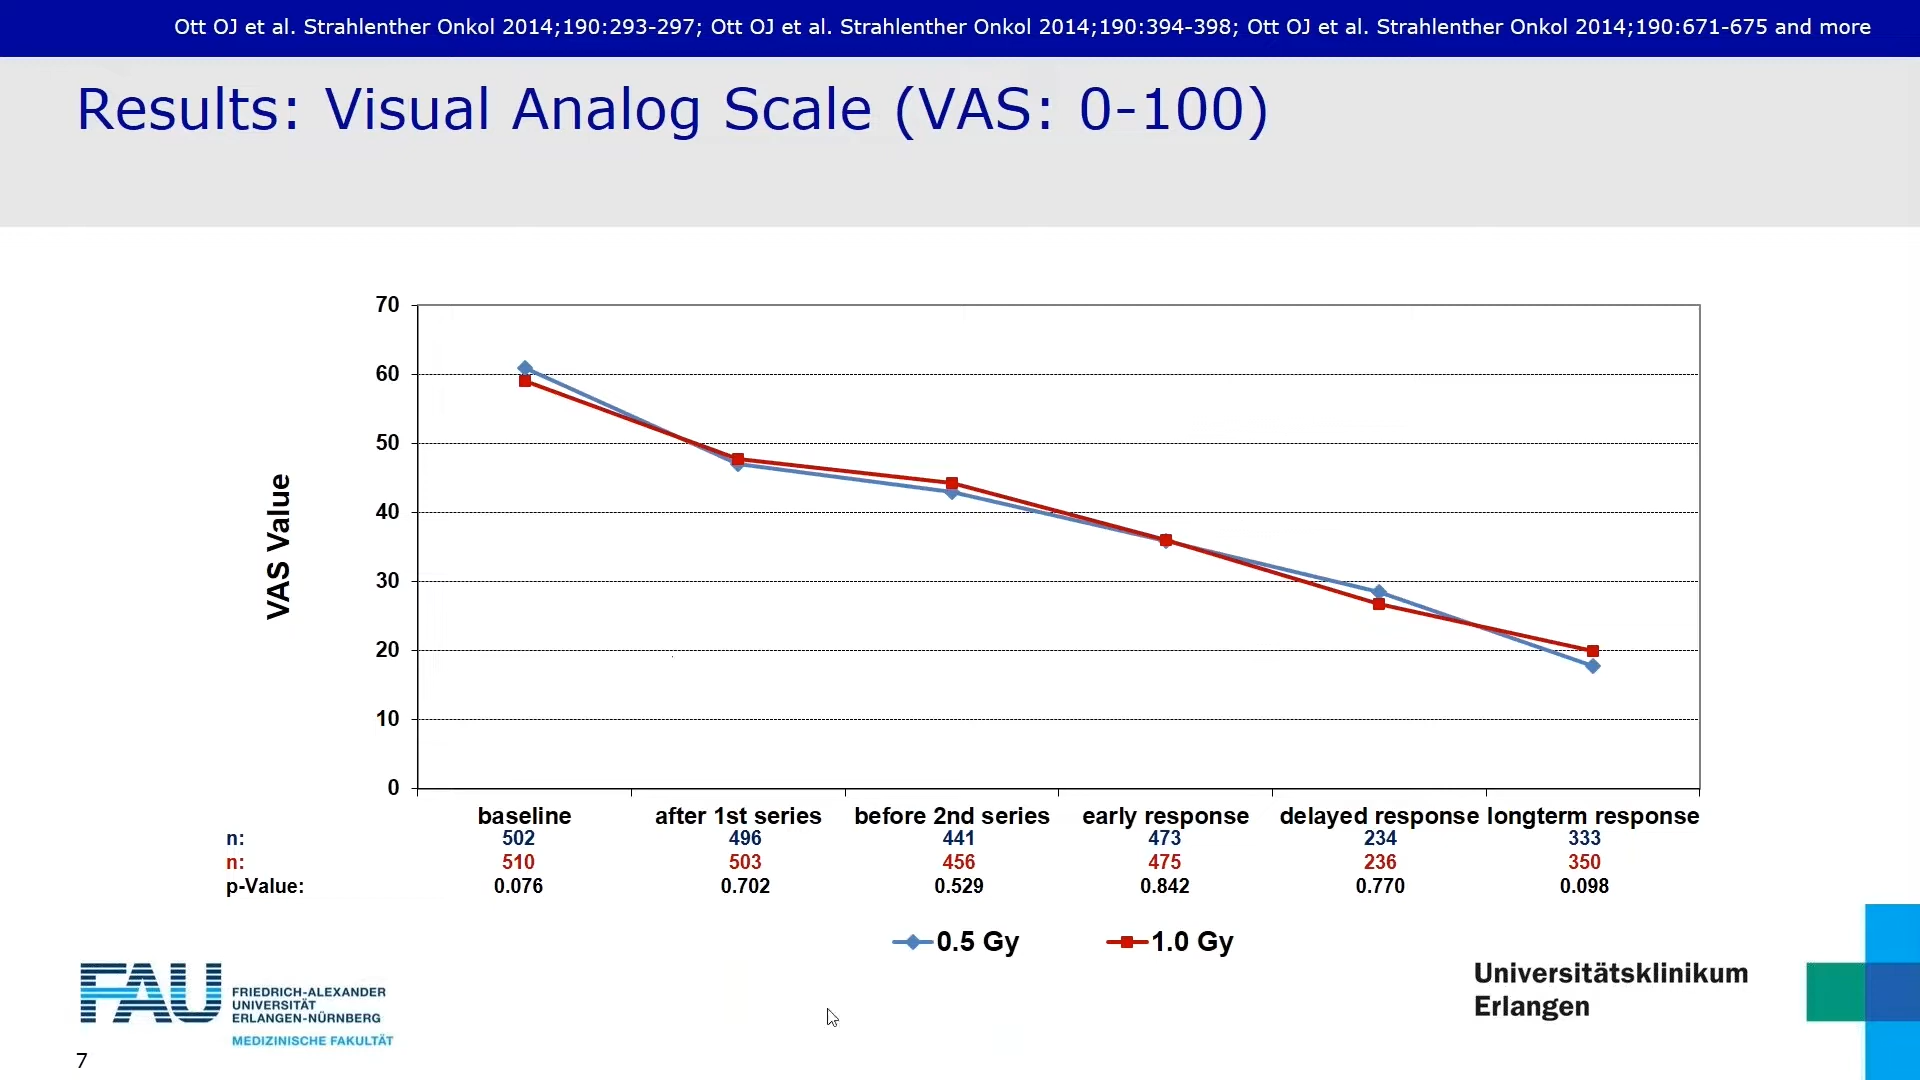 Ott OJ et al. Strahlenther Onkol 2014;190:293-297; Ott OJ et al. Strahlenther Onkol 2014;190:394-398; Ott OJ et al. Strahlenther Onkol 2014;190:671-675 and more
Results: Visual Analog Scale (VAS: 0-100)
70
60
50
40
30
20
10
0
VAS Value
baseline after 1st series before 2nd series early response delayed response longterm response
n: 502 496 441 473 234 333
n: 510 503 456 475 236 350
p-Value: 0.076 0.702 0.529 0.842 0.770 0.098
0.5 Gy 1.0 Gy
FAU
FRIEDRICH-ALEXANDER
UNIVERSITÄT
ERLANGEN-NÜRNBERG
MEDIZINISCHE FAKULTÄT
Universitätsklinikum
Erlangen
7